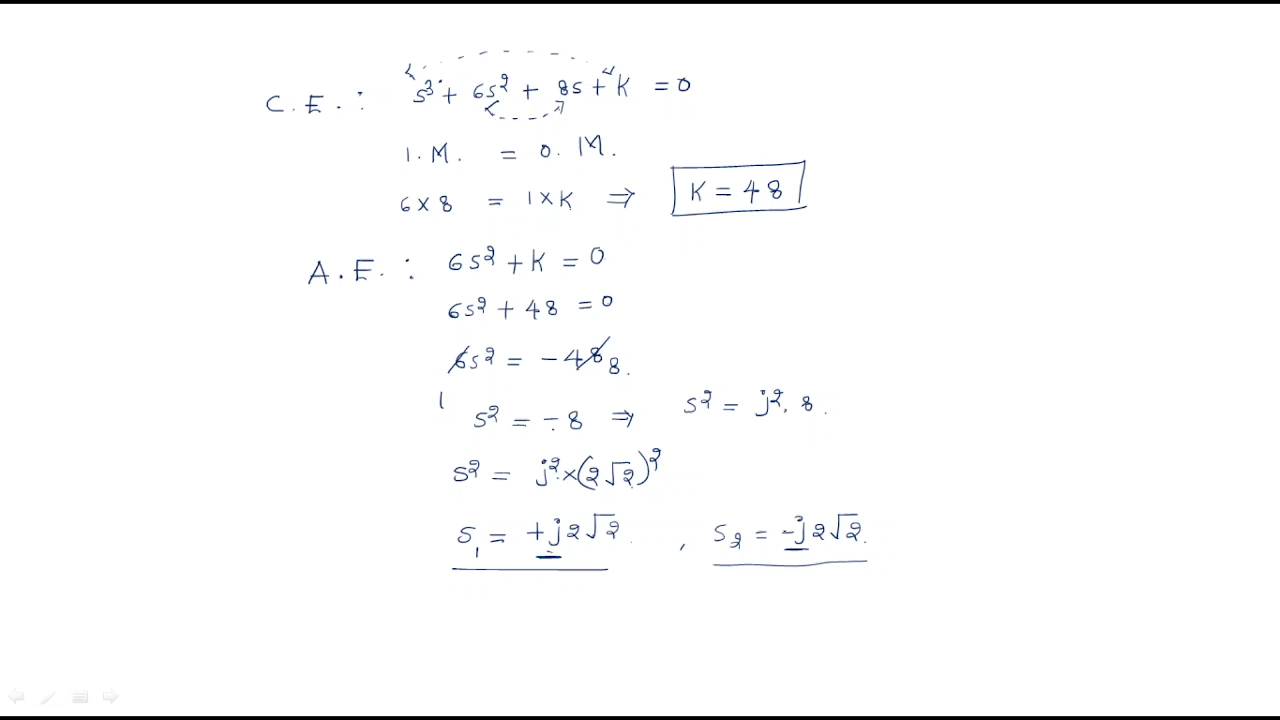 C.E. : s³ + 6s² + 8s + K = 0
I.M. = O.M.
6 × 8 = 1 × K ⇒ K = 48
A.E. : 6s² + K = 0
6s² + 48 = 0
6s² = - 48 8.
1 s² = - 8 ⇒ s² = j². 8.
s² = j² × (2√2)²
s₁ = +j2√2 , s₂ = -j2√2.